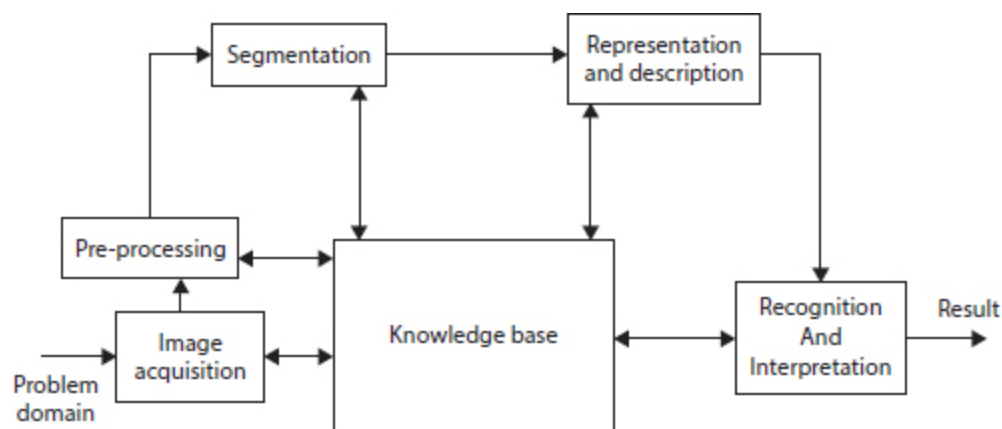 Segmentation
Representation
and description
Pre-processing
Image
acquisition
Problem
domain
Knowledge base
Recognition
And
Interpretation
Result